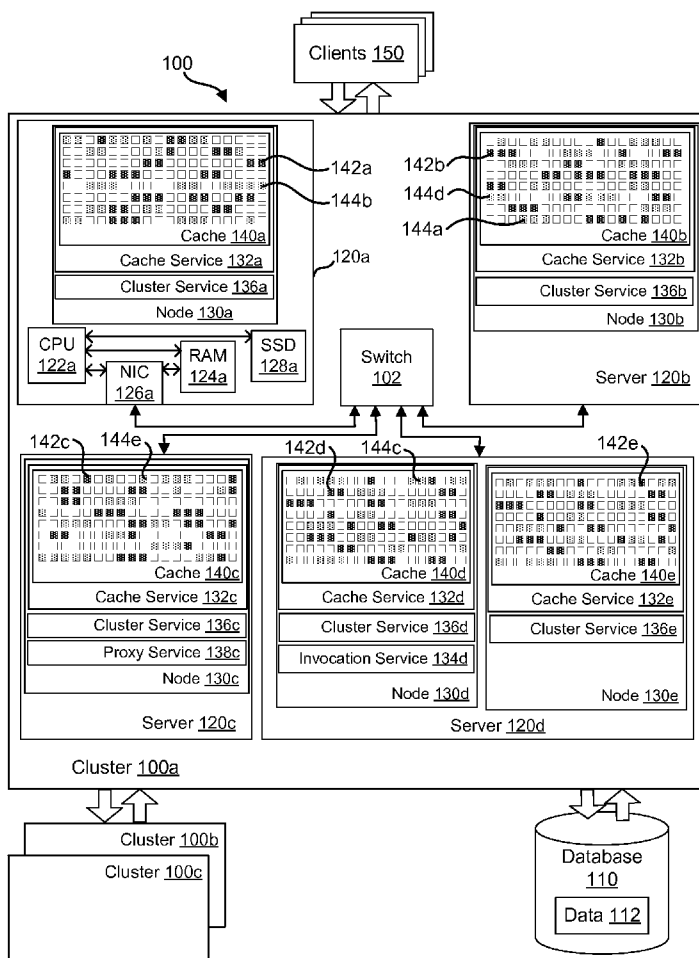 Clients 150
100
142a
144b
Cache 140a
Cache Service 132a
Cluster Service 136a
Node 130a
120a
CPU
122a
NIC
126a
RAM
124a
SSD
128a
142b
144d
144a
Cache 140b
Cache Service 132b
Cluster Service 136b
Node 130b
Server 120b
Switch
102
142c
144e
Cache 140c
Cache Service 132c
Cluster Service 136c
Proxy Service 138c
Node 130c
Server 120c
142d
144c
Cache 140d
Cache Service 132d
Cluster Service 136d
Invocation Service 134d
Node 130d
142e
Cache 140e
Cache Service 132e
Cluster Service 136e
Node 130e
Server 120d
Cluster 100a
Cluster 100b
Cluster 100c
Database
110
Data 112